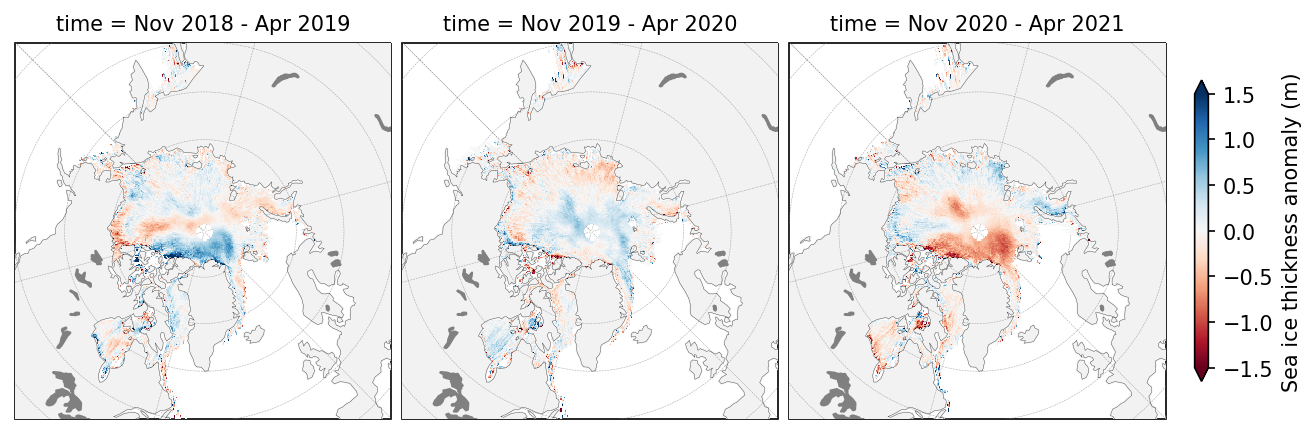 time = Nov 2018 - Apr 2019
time = Nov 2019 - Apr 2020
time = Nov 2020 - Apr 2021
1.5
1.0
0.5
0.0
−0.5
−1.0
−1.5
Sea ice thickness anomaly (m)